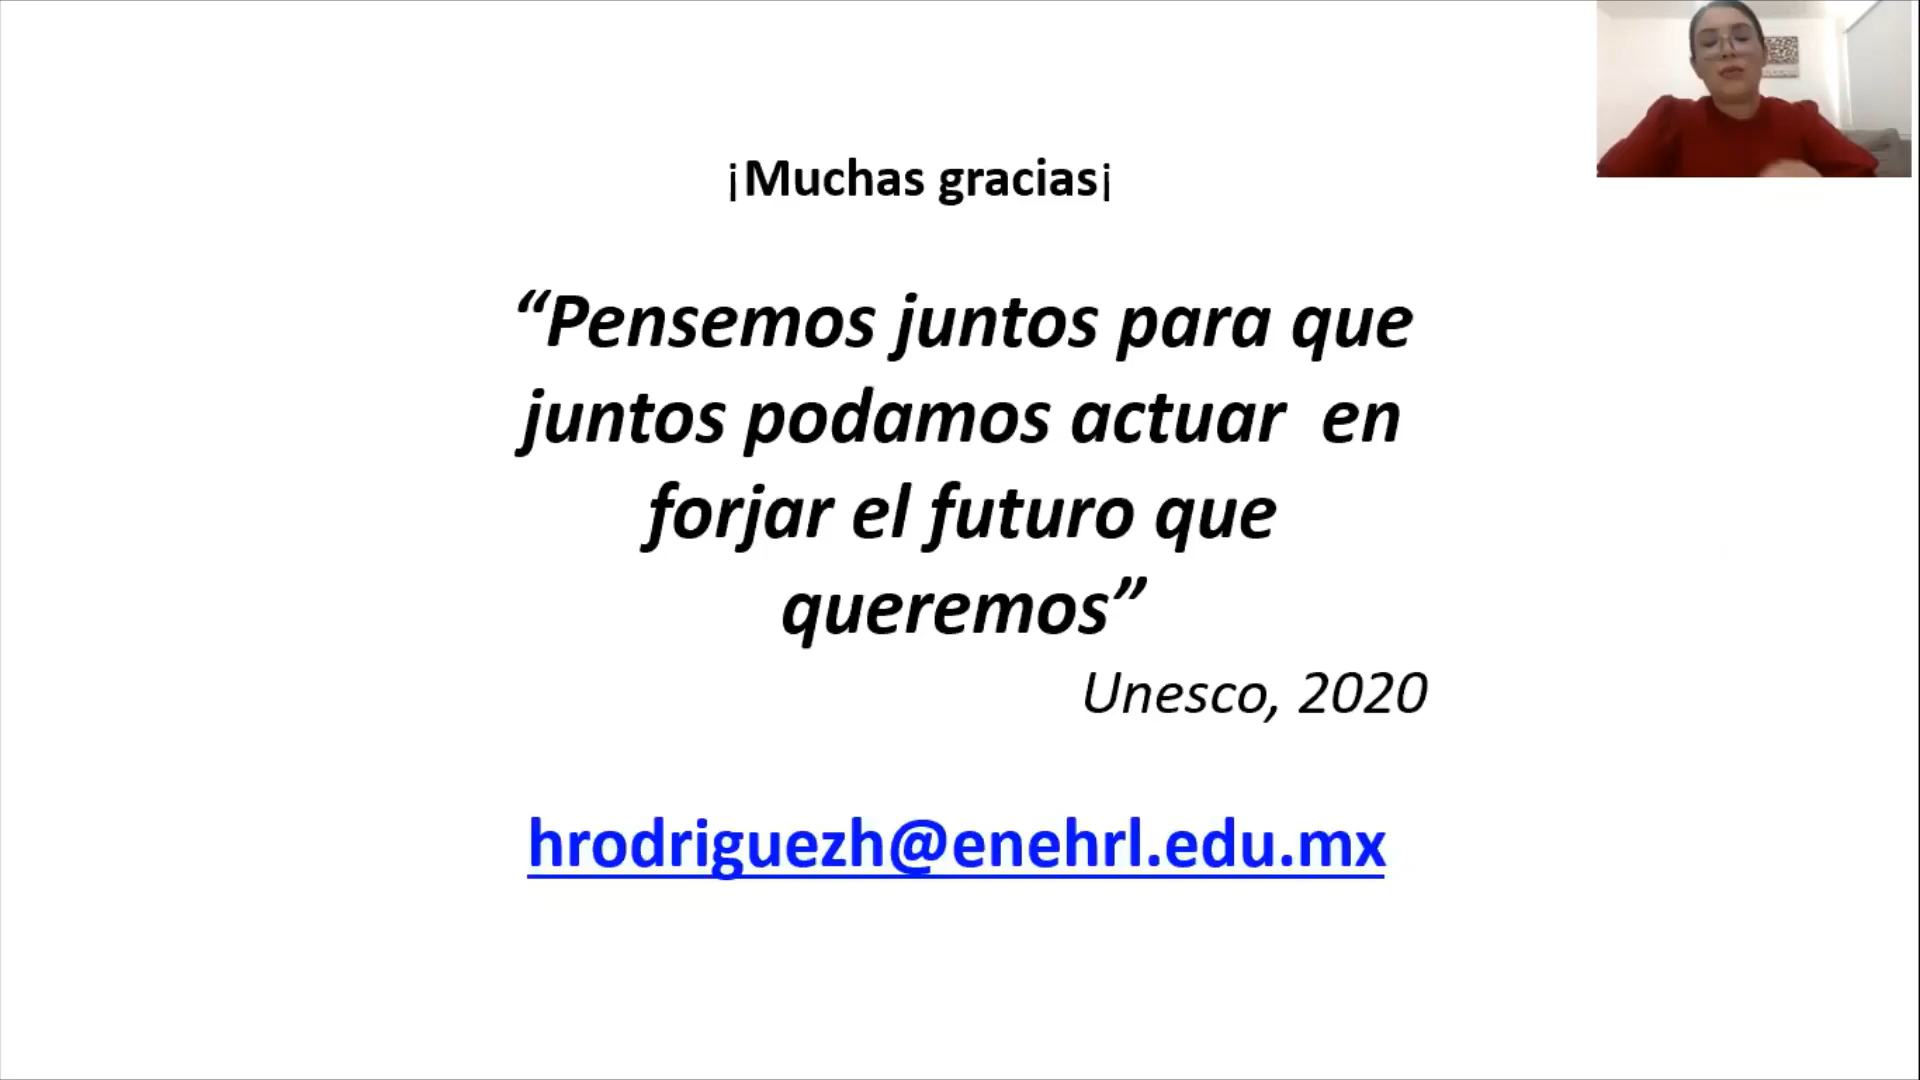 ¡Muchas gracias¡
“Pensemos juntos para que
juntos podamos actuar  en
forjar el futuro que
queremos”
Unesco, 2020
hrodriguezh@enehrl.edu.mx